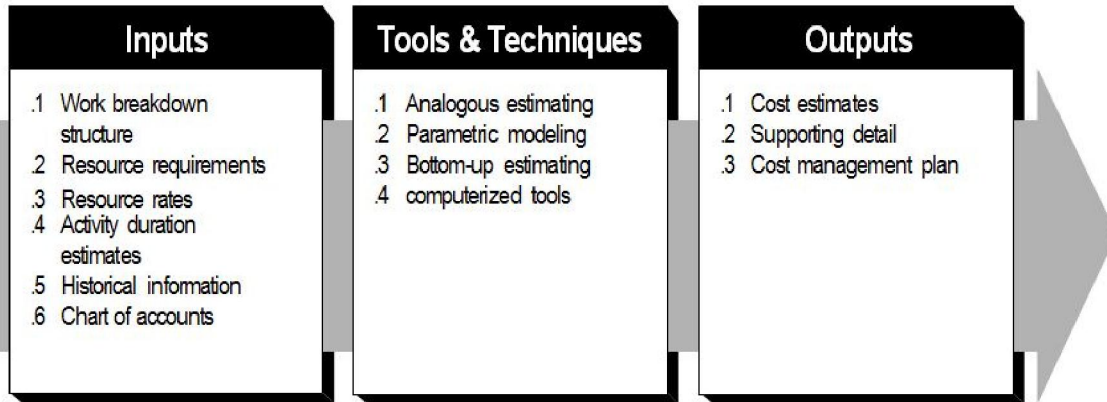 Inputs
.1 Work breakdown
structure
.2 Resource requirements
.3 Resource rates
.4 Activity duration
estimates
.5 Historical information
.6 Chart of accounts
Tools & Techniques
.1 Analogous estimating
.2 Parametric modeling
.3 Bottom-up estimating
.4 computerized tools
Outputs
.1 Cost estimates
.2 Supporting detail
.3 Cost management plan